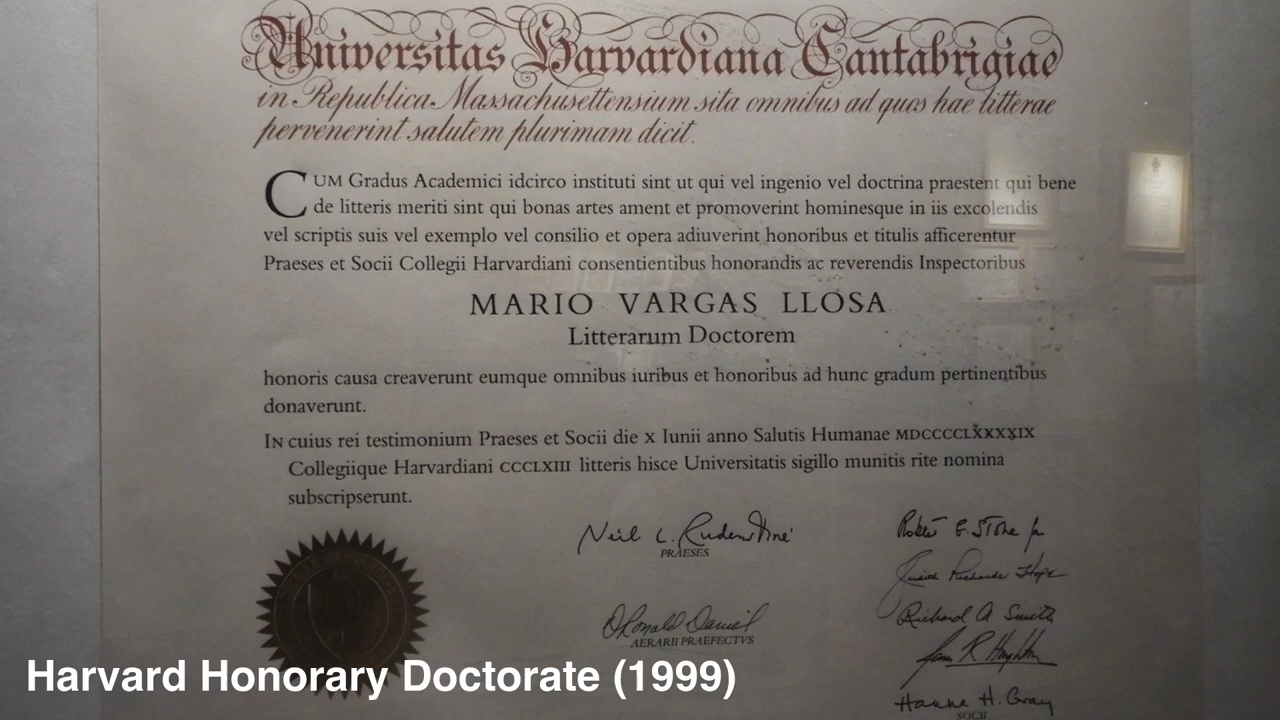 Universitas Harvardiana Cantabrigiae
in Republica Massachusettensium sita omnibus ad quos hae litterae
pervenerint salutem plurimam dicit.
CUM Gradus Academici idcirco instituti sint ut qui vel ingenio vel doctrina praestent qui bene
de litteris meriti sint qui bonas artes ament et promoverint hominesque in iis excolendis
vel scriptis suis vel exemplo vel consilio et opera adiuverint honoribus et titulis afficerentur
Praeses et Socii Collegii Harvardiani consentientibus honorandis ac reverendis Inspectoribus
MARIO VARGAS LLOSA
Litterarum Doctorem
honoris causa creaverunt eumque omnibus iuribus et honoribus ad hunc gradum pertinentibus
donaverunt.
IN cuius rei testimonium Praeses et Socii die X Iunii anno Salutis Humanae MDCCCCLXXXXIX
Collegiique Harvardiani CCCLXIII litteris hisce Universitatis sigillo munitis rite nomina
subscripserunt.
Neil L. Rudenstine
PRAESES
D Ronald Daniel
AERARII PRAEFECTVS
Robert G. Stone Jr
Judith Richards Hope
Richard A Smith
James R Houghton
Hanna H. Gray
SOCII
Harvard Honorary Doctorate (1999)